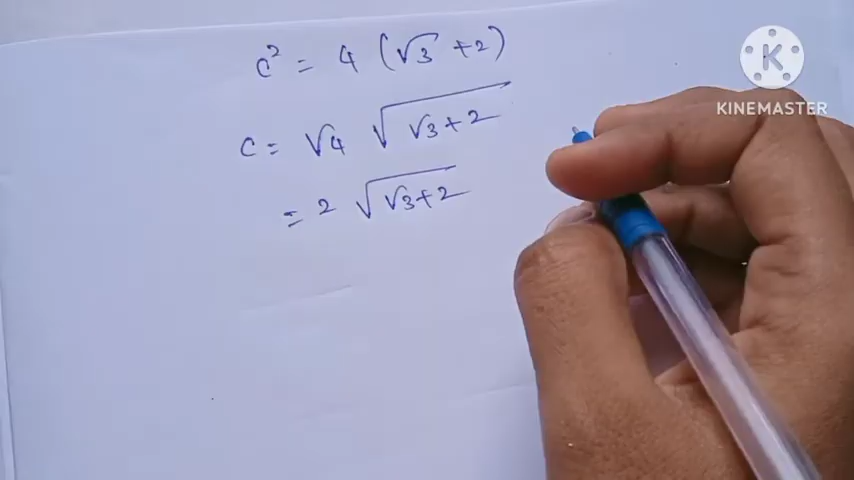 c² = 4 (√3 + 2)
c = √4 √(√3+2)
= 2 √(√3+2)
KINEMASTER